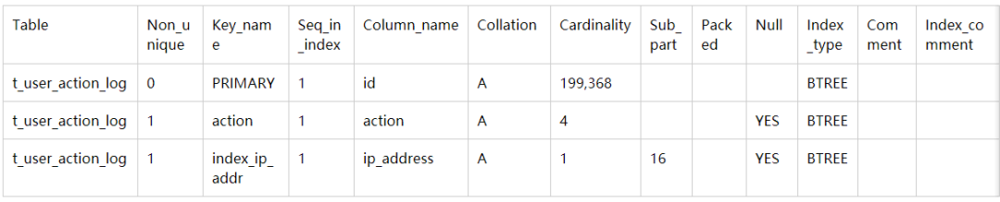 Table Non_unique Key_name Seq_in_index Column_name Collation Cardinality Sub_part Packed Null Index_type Comment Index_comment
t_user_action_log 0 PRIMARY 1 id A 199,368 BTREE
t_user_action_log 1 action 1 action A 4 YES BTREE
t_user_action_log 1 index_ip_addr 1 ip_address A 1 16 YES BTREE